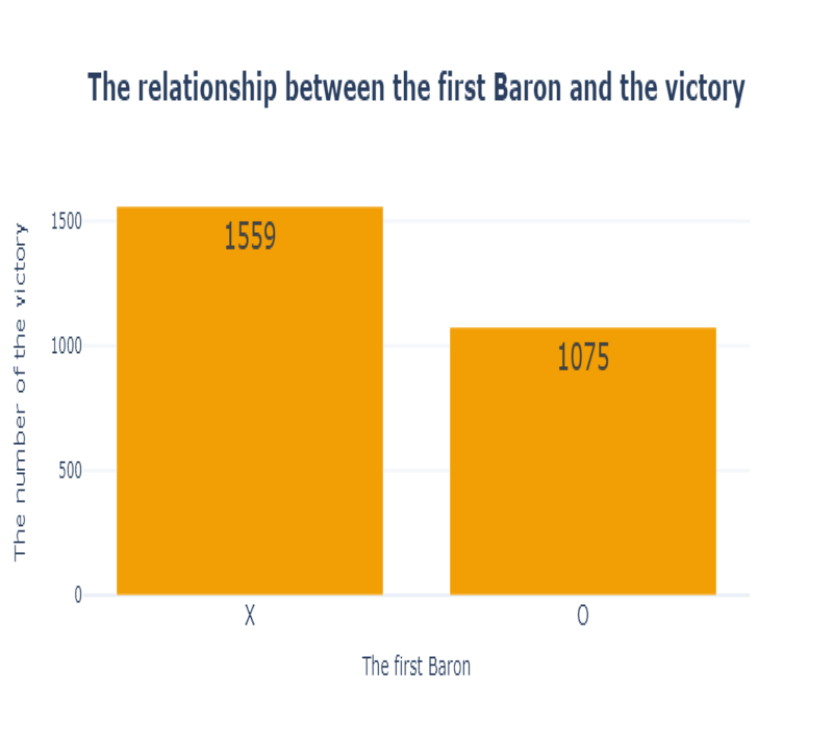 The relationship between the first Baron and the victory
The number of the victory
1500
1000
500
0
1559
1075
X
O
The first Baron